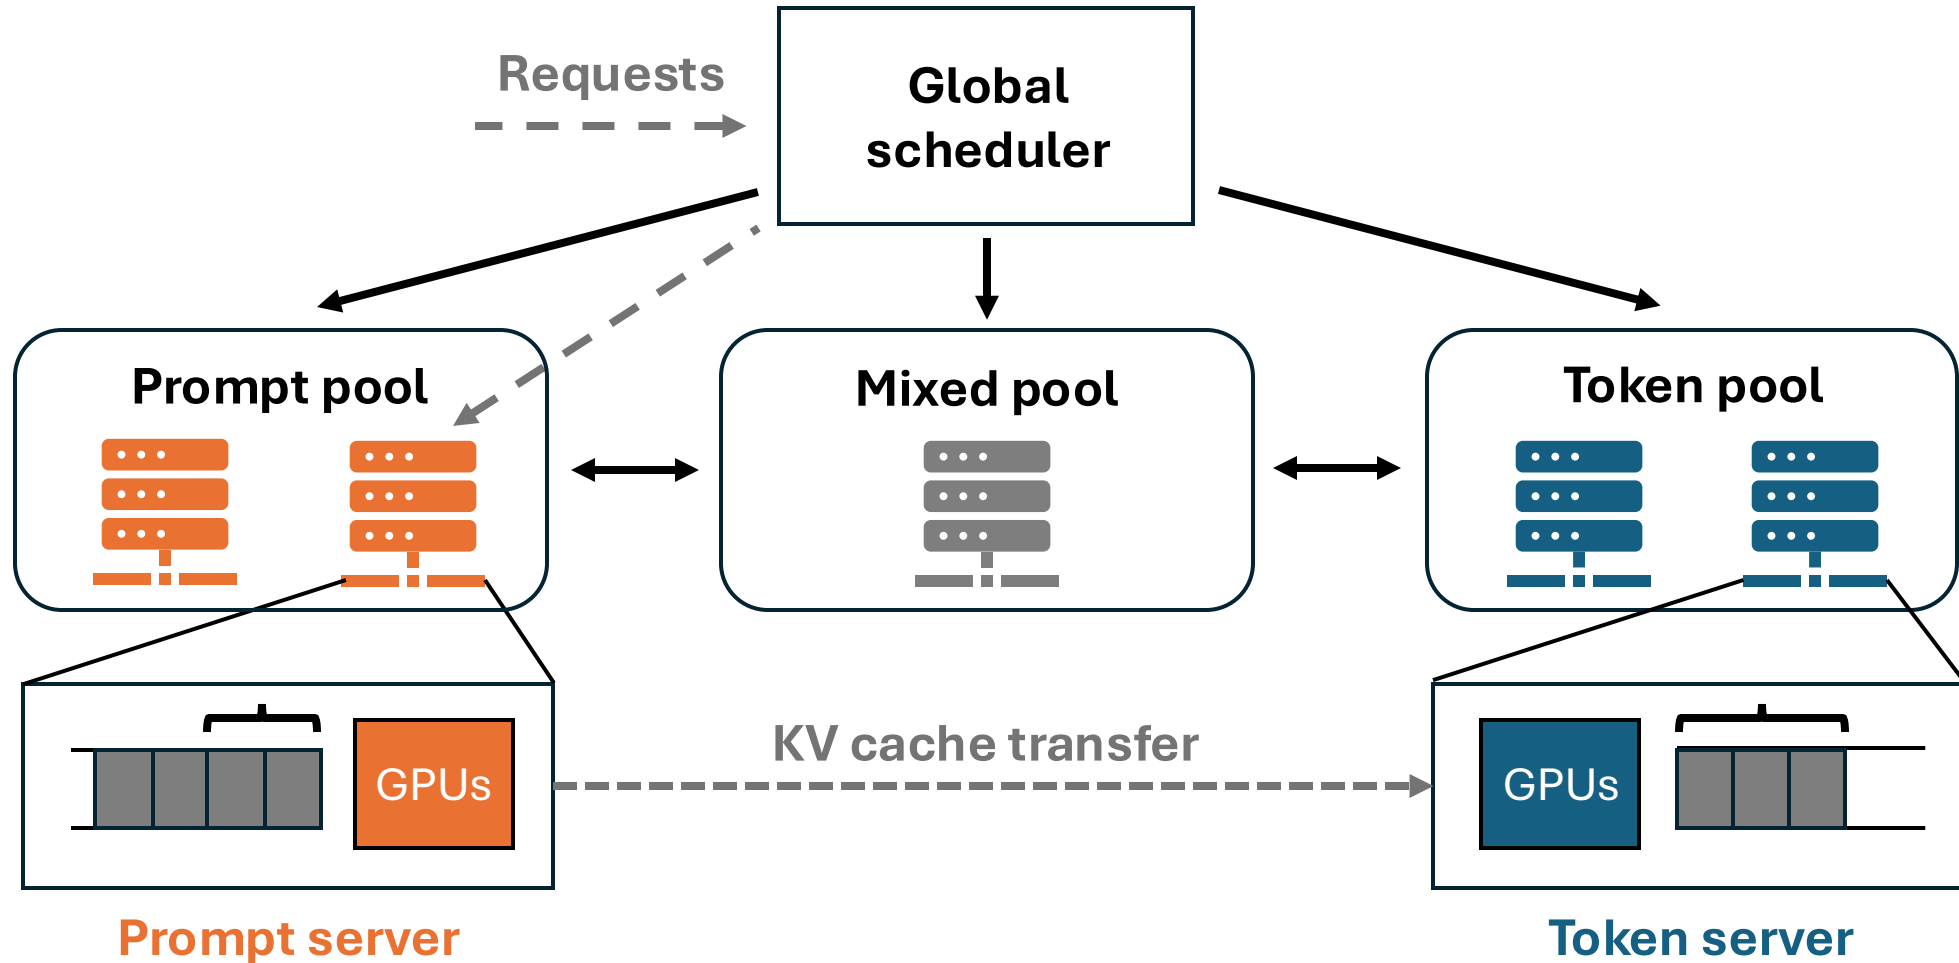 Requests
Global
scheduler
Prompt pool
Mixed pool
Token pool
GPUs
KV cache transfer
GPUs
Prompt server
Token server